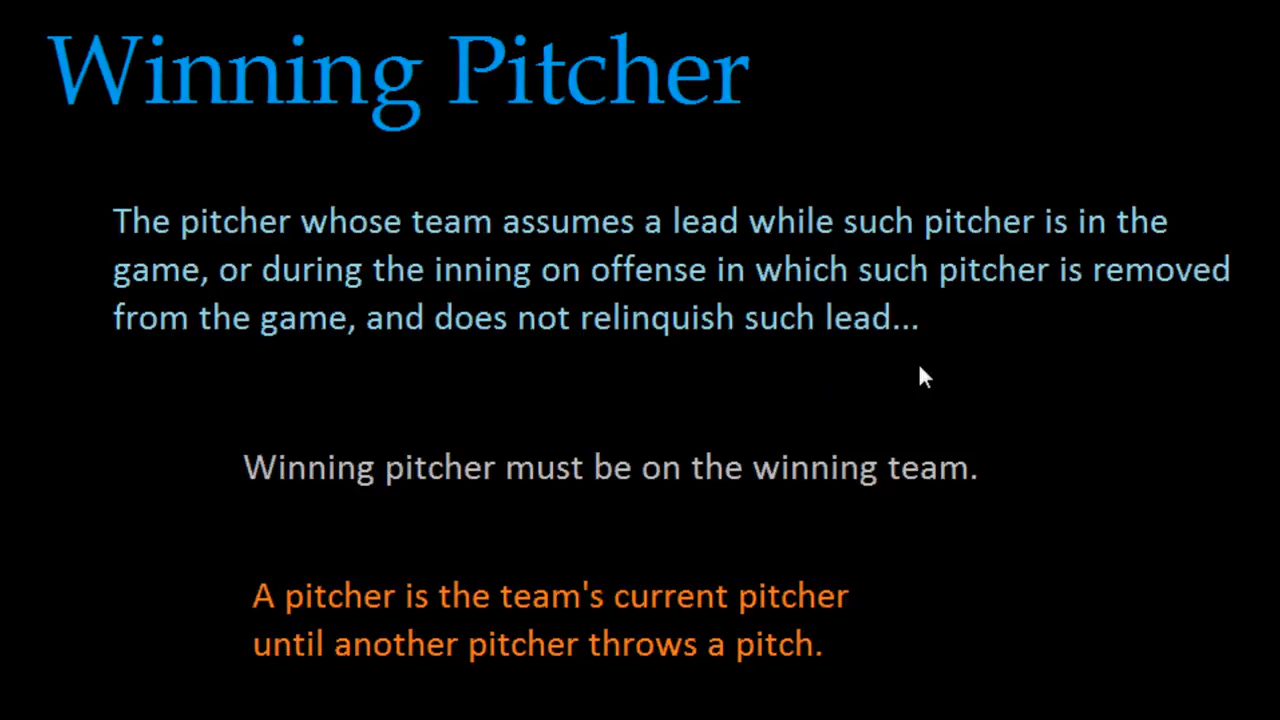 Winning Pitcher
The pitcher whose team assumes a lead while such pitcher is in the
game, or during the inning on offense in which such pitcher is removed
from the game, and does not relinquish such lead...
Winning pitcher must be on the winning team.
A pitcher is the team's current pitcher
until another pitcher throws a pitch.